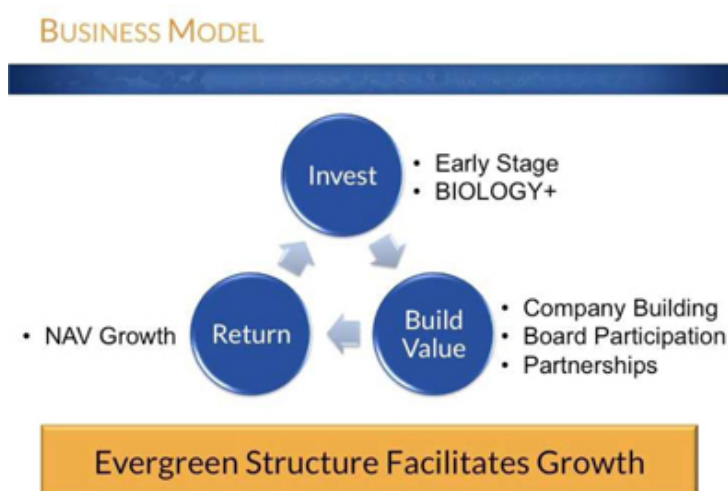 BUSINESS MODEL
Invest
• Early Stage
• BIOLOGY+
• NAV Growth
Return
Build
Value
• Company Building
• Board Participation
• Partnerships
Evergreen Structure Facilitates Growth